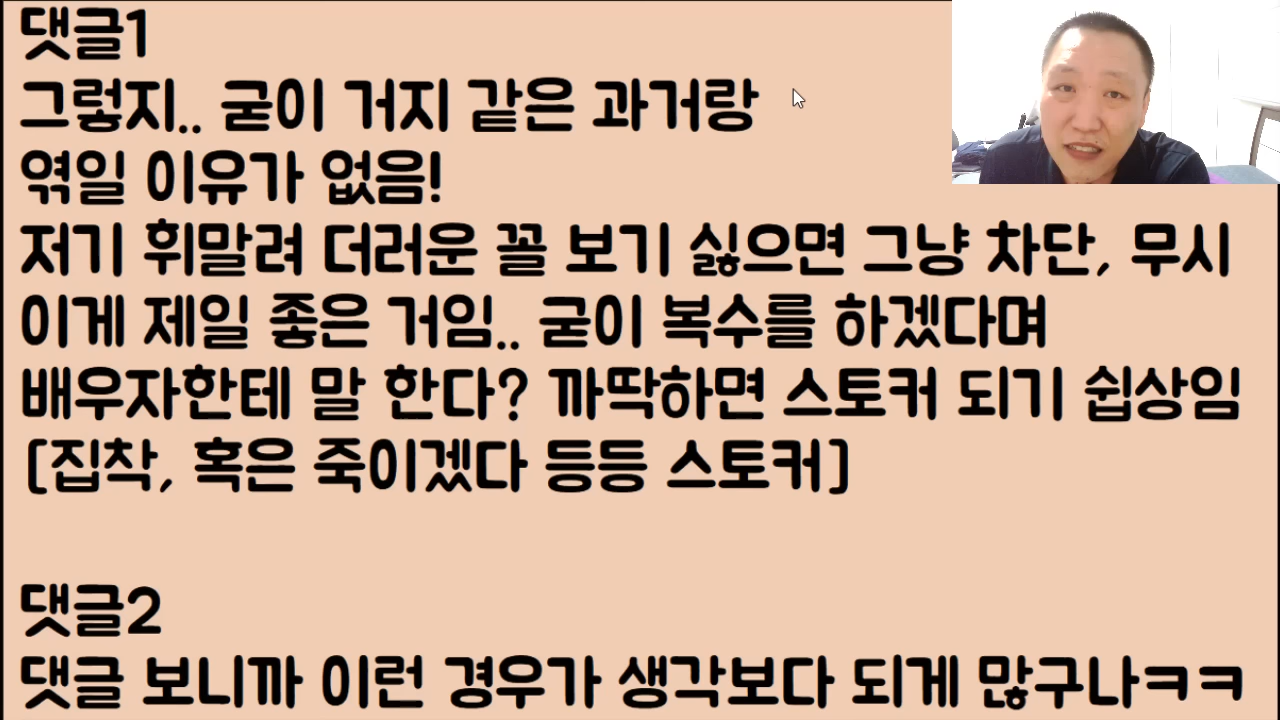 댓글1
그렇지.. 굳이 거지 같은 과거랑
엮일 이유가 없음!
저기 휘말려 더러운 꼴 보기 싫으면 그냥 차단, 무시
이게 제일 좋은 거임.. 굳이 복수를 하겠다며
배우자한테 말 한다? 까딱하면 스토커 되기 쉽상임
[집착, 혹은 죽이겠다 등등 스토커]
댓글2
댓글 보니까 이런 경우가 생각보다 되게 많구나ㅋㅋ